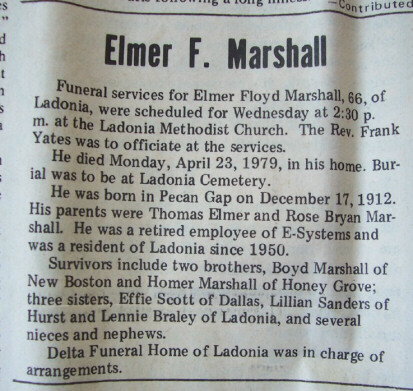 —Contributed
Elmer F. Marshall
Funeral services for Elmer Floyd Marshall, 66, of
Ladonia, were scheduled for Wednesday at 2:30 p.
m. at the Ladonia Methodist Church. The Rev. Frank
Yates was to officiate at the services.
He died Monday, April 23, 1979, in his home. Bur-
ial was to be at Ladonia Cemetery.
He was born in Pecan Gap on December 17, 1912.
His parents were Thomas Elmer and Rose Bryan Mar-
shall. He was a retired employee of E-Systems and
was a resident of Ladonia since 1950.
Survivors include two brothers, Boyd Marshall of
New Boston and Homer Marshall of Honey Grove;
three sisters, Effie Scott of Dallas, Lillian Sanders of
Hurst and Lennie Braley of Ladonia, and several
nieces and nephews.
Delta Funeral Home of Ladonia was in charge of
arrangements.